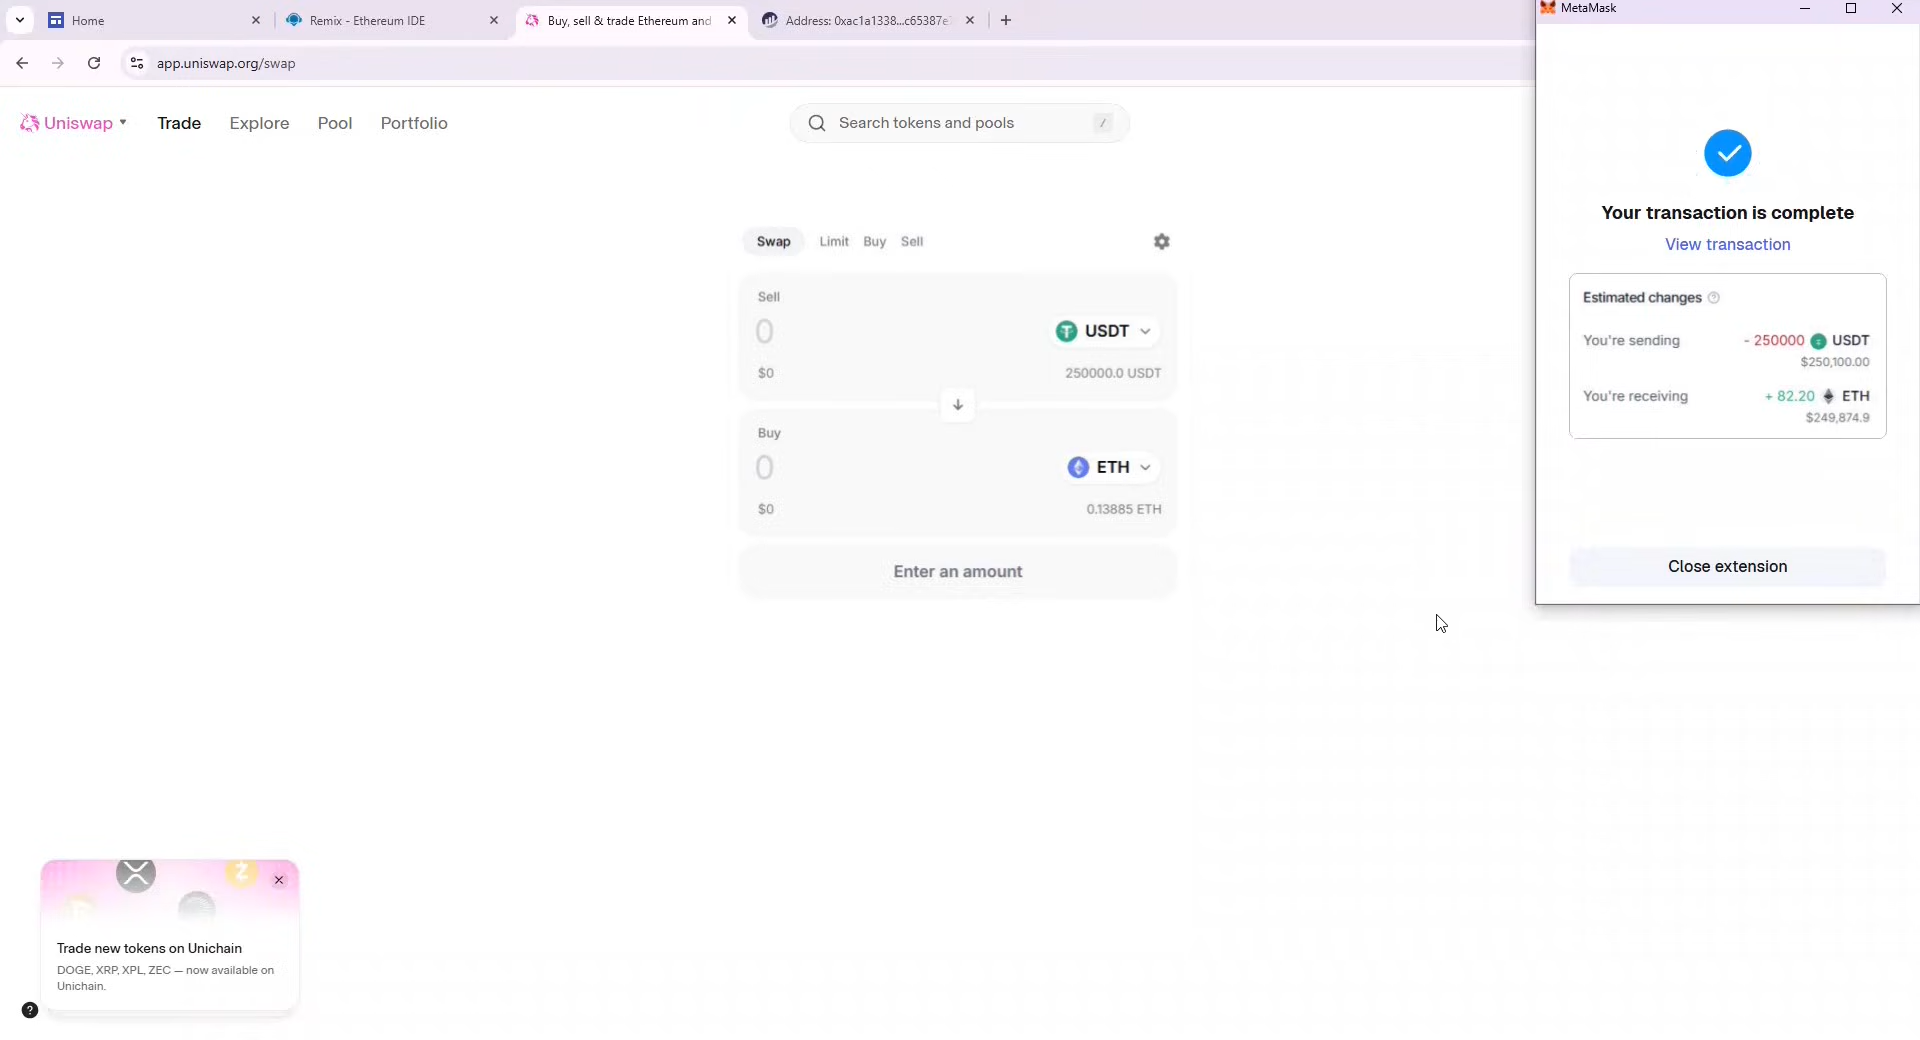 Home
Remix - Ethereum IDE
Buy, sell & trade Ethereum and
Address: 0xac1a1338...c65387e
MetaMask
app.uniswap.org/swap
Uniswap
Trade
Explore
Pool
Portfolio
Search tokens and pools
/
Swap
Limit
Buy
Sell
Sell
0
USDT
$0
250000.0 USDT
Buy
0
ETH
$0
0.13885 ETH
Enter an amount
Your transaction is complete
View transaction
Estimated changes ?
You're sending
- 250000 USDT
$250,100.00
You're receiving
+ 82.20 ETH
$249,874.9
Close extension
Trade new tokens on Unichain
DOGE, XRP, XPL, ZEC — now available on
Unichain.
?